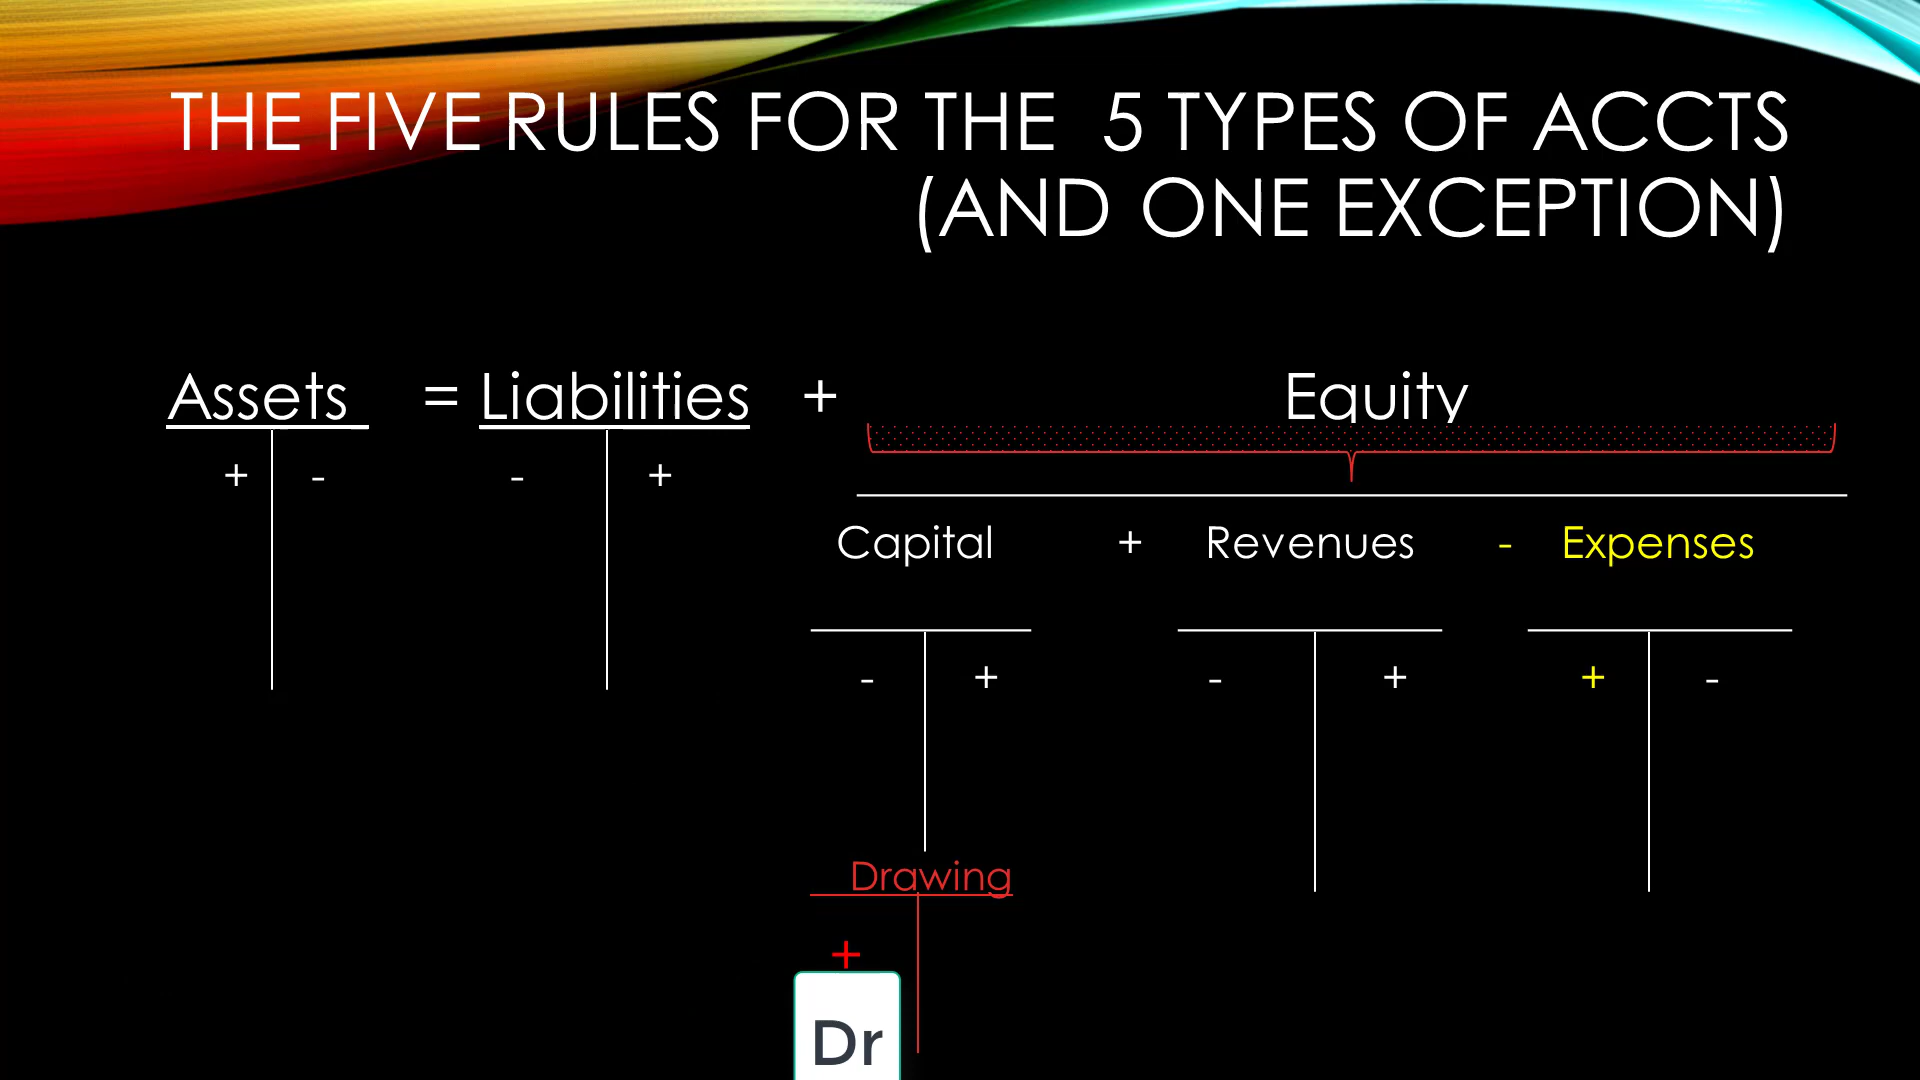 THE FIVE RULES FOR THE 5 TYPES OF ACCTS
(AND ONE EXCEPTION)
Assets = Liabilities + Equity
+ - - +
Capital + Revenues - Expenses
- + - + + -
Drawing
+
Dr